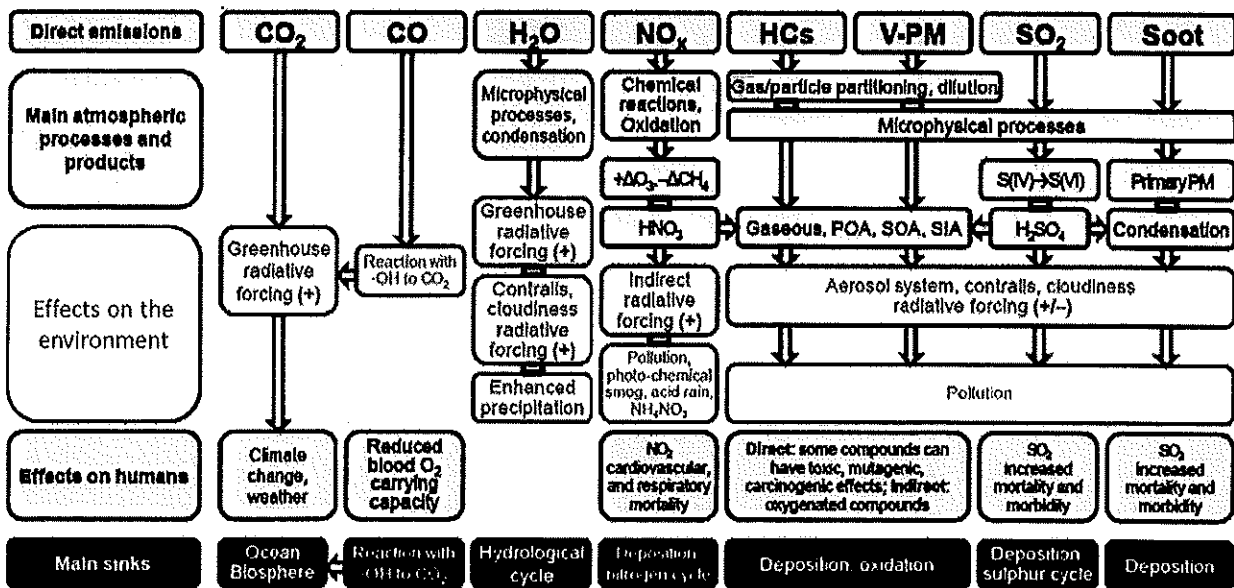 Direct emissions
CO₂
CO
H₂O
NOₓ
HCs
V-PM
SO₂
Soot
Main atmospheric
processes and
products
Microphysical
processes,
condensation
Chemical
reactions,
Oxidation
Gas/particle partitioning, dilution
Microphysical processes
+ΔO₃, –ΔCH₄
S(IV)→S(VI)
Primary PM
HNO₃
Gaseous, POA, SOA, SIA
H₂SO₄
Condensation
Effects on the
environment
Greenhouse
radiative
forcing (+)
Reaction with
·OH to CO₂
Greenhouse
radiative
forcing (+)
Contrails,
cloudiness
radiative
forcing (+)
Enhanced
precipitation
Indirect
radiative
forcing (+)
Pollution,
photo-chemical
smog, acid rain,
NH₄NO₃
Aerosol system, contrails, cloudiness
radiative forcing (+/--)
Pollution
Effects on humans
Climate
change,
weather
Reduced
blood O₂
carrying
capacity
NO₂
cardiovascular,
and respiratory
mortality
Direct: some compounds can
have toxic, mutagenic,
carcinogenic effects; Indirect:
oxygenated compounds
SO₂
increased
mortality and
morbidity
SO₂
increased
mortality and
morbidity
Main sinks
Ocean
Biosphere
Reaction with
·OH to CO₂
Hydrological
cycle
Deposition
nitrogen cycle
Deposition, oxidation
Deposition
sulphur cycle
Deposition